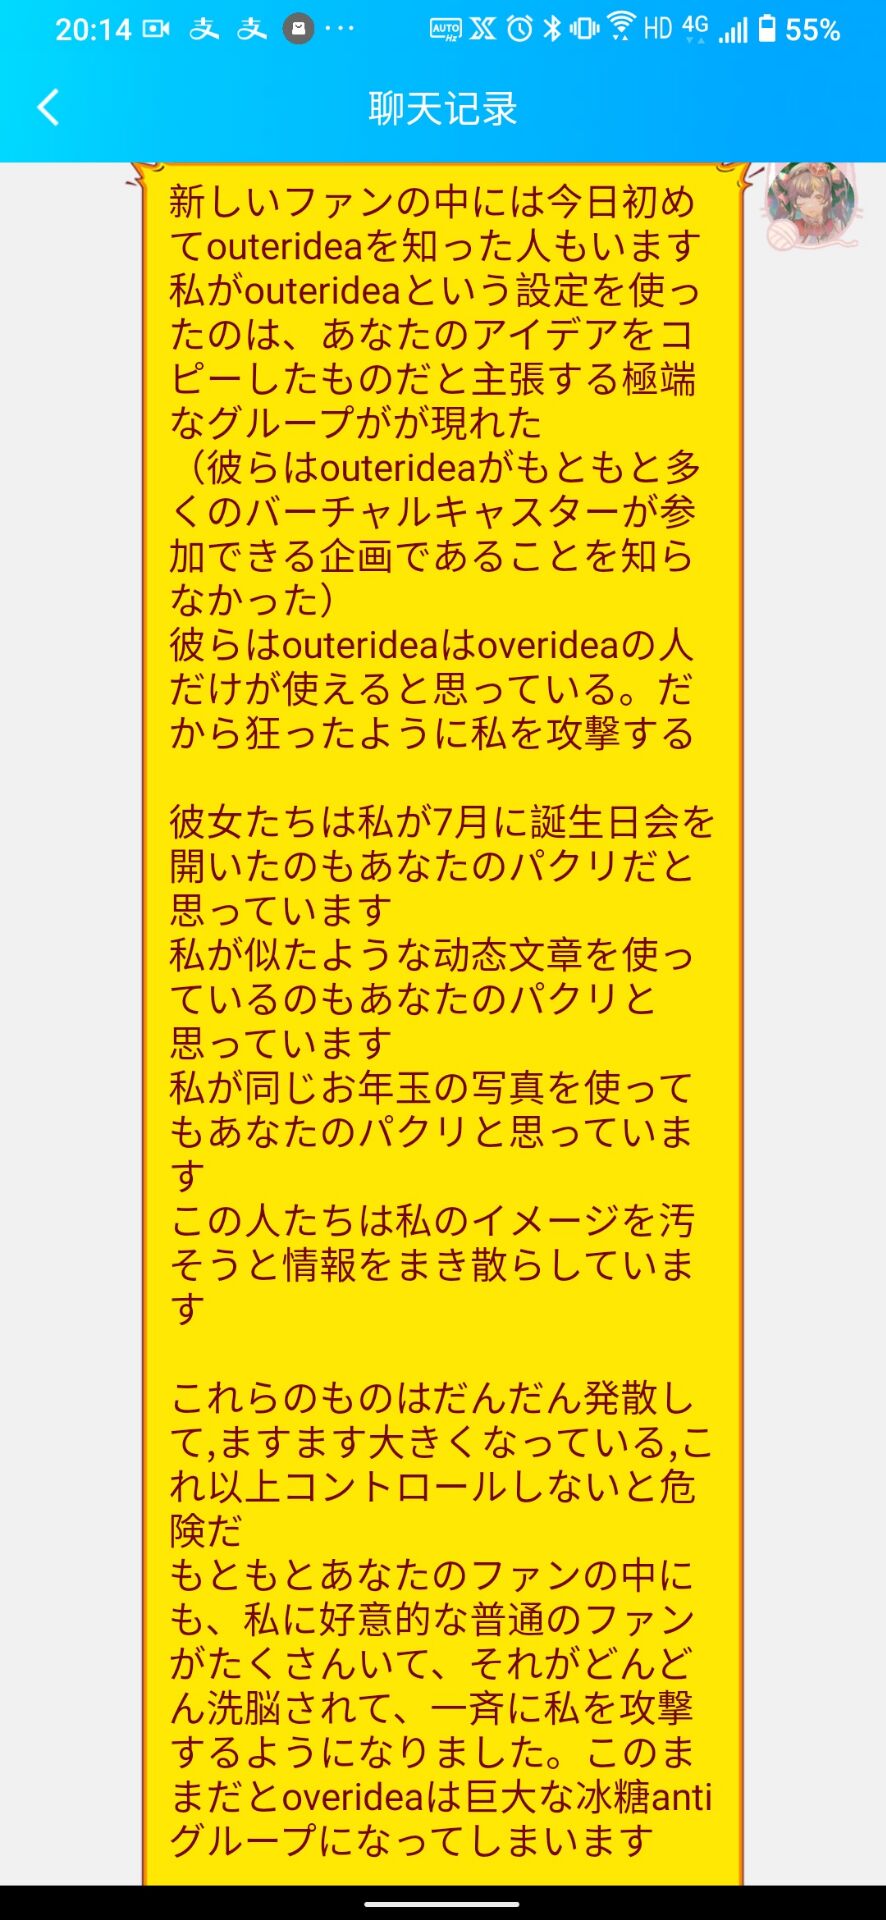 20:14 支 支 ··· AUTO Hz HD 4G 55%
聊天记录
新しいファンの中には今日初め
てouterideaを知った人もいます
私がouterideaという設定を使っ
たのは、あなたのアイデアをコ
ピーしたものだと主張する極端
なグループがが現れた
（彼らはouterideaがもともと多
くのバーチャルキャスターが参
加できる企画であることを知ら
なかった）
彼らはouterideaはoverideaの人
だけが使えると思っている。だ
から狂ったように私を攻撃する
彼女たちは私が7月に誕生日会を
開いたのもあなたのパクリだと
思っています
私が似たような动态文章を使っ
ているのもあなたのパクリと
思っています
私が同じお年玉の写真を使って
もあなたのパクリと思っていま
す
この人たちは私のイメージを汚
そうと情報をまき散らしていま
す
これらのものはだんだん発散し
て,ますます大きくなっている,こ
れ以上コントロールしないと危
険だ
もともとあなたのファンの中に
も、私に好意的な普通のファン
がたくさんいて、それがどんど
ん洗脳されて、一斉に私を攻撃
するようになりました。このま
まだとoverideaは巨大な冰糖anti
グループになってしまいます